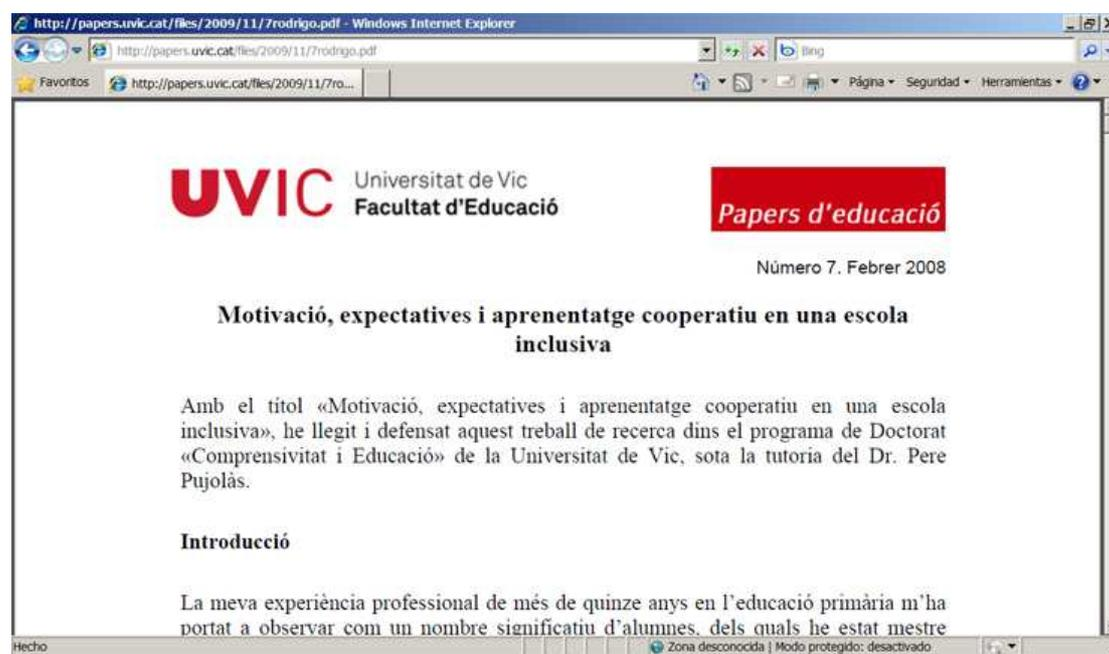 http://papers.uvic.cat/files/2009/11/7rodrigo.pdf - Windows Internet Explorer
http://papers.uvic.cat/files/2009/11/7rodrigo.pdf
Bing
Favoritos
http://papers.uvic.cat/files/2009/11/7ro...
Página
Seguridad
Herramientas
UVIC Universitat de Vic
Facultat d'Educació
Papers d'educació
Número 7. Febrer 2008
Motivació, expectatives i aprenentatge cooperatiu en una escola
inclusiva
Amb el títol «Motivació, expectatives i aprenentatge cooperatiu en una escola
inclusiva», he llegit i defensat aquest treball de recerca dins el programa de Doctorat
«Comprensivitat i Educació» de la Universitat de Vic, sota la tutoria del Dr. Pere
Pujolàs.
Introducció
La meva experiència professional de més de quinze anys en l'educació primària m'ha
portat a observar com un nombre significatiu d'alumnes, dels quals he estat mestre
Hecho
Zona desconocida | Modo protegido: desactivado